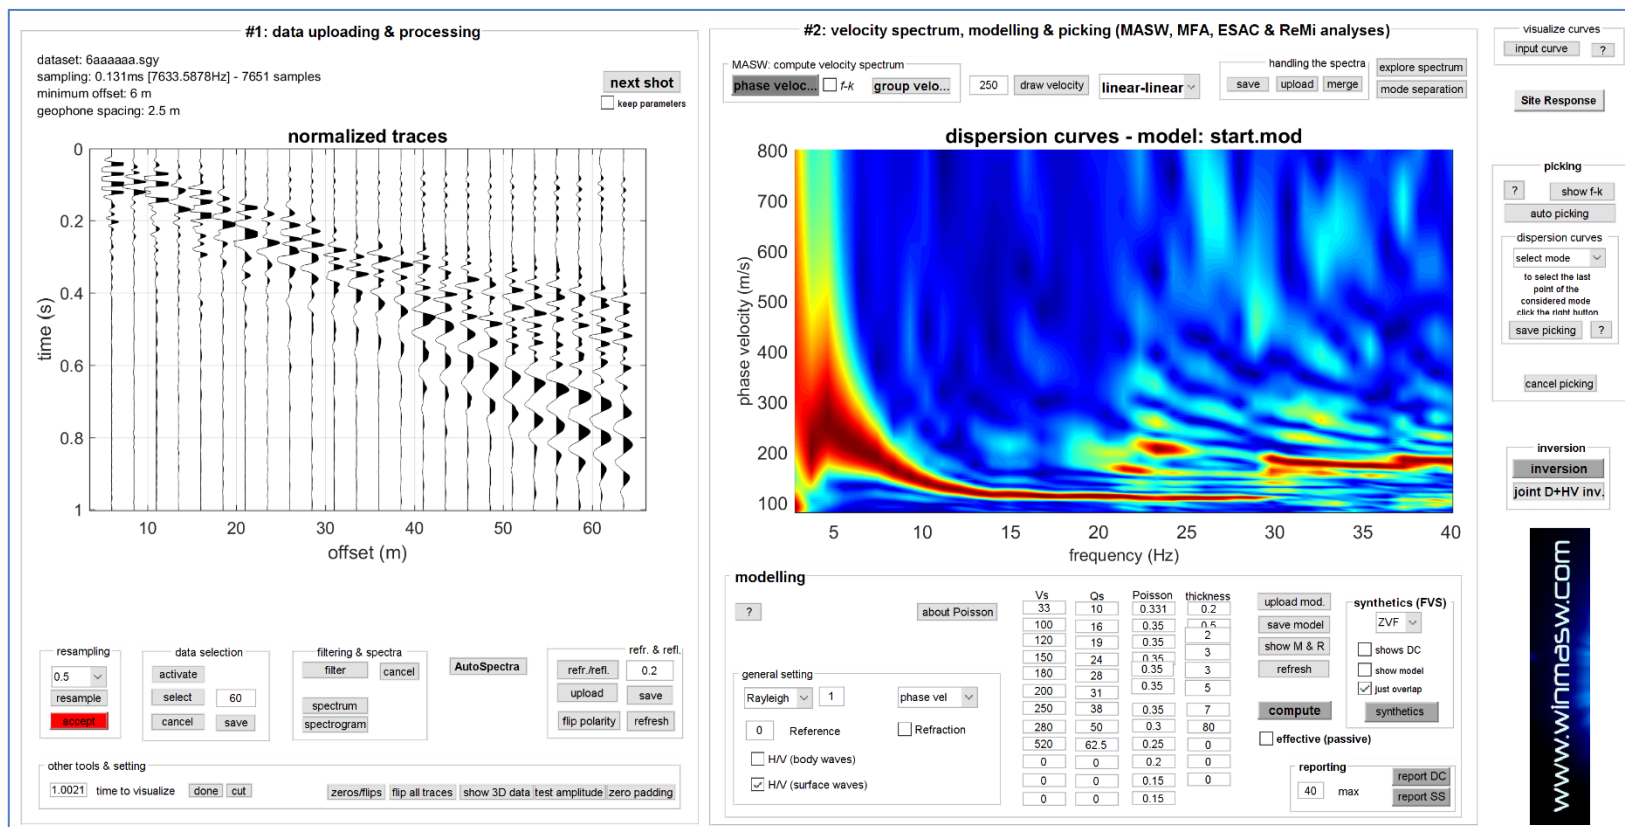 #1: data uploading & processing
dataset: 6aaaaaa.sgy
sampling: 0.131ms [7633.5878Hz] - 7651 samples
minimum offset: 6 m
geophone spacing: 2.5 m
next shot
keep parameters
normalized traces
0
0.2
0.4
0.6
0.8
1
time (s)
10
20
30
40
50
60
offset (m)
resampling
0.5
resample
accept
data selection
activate
select
60
cancel
save
filtering & spectra
filter
cancel
spectrum
spectrogram
AutoSpectra
refr. & refl.
refr./refl.
0.2
upload
save
flip polarity
refresh
other tools & setting
1.0021
time to visualize
done
cut
zeros/flips
flip all traces
show 3D data
test amplitude
zero padding
#2: velocity spectrum, modelling & picking (MASW, MFA, ESAC & ReMi analyses)
MASW: compute velocity spectrum
phase veloc...
f-k
group velo...
250
draw velocity
linear-linear
handling the spectra
save
upload
merge
explore spectrum
mode separation
dispersion curves - model: start.mod
800
700
600
500
400
300
200
100
phase velocity (m/s)
5
10
15
20
25
30
35
40
frequency (Hz)
modelling
?
about Poisson
general setting
Rayleigh
1
phase vel
0
Reference
Refraction
H/V (body waves)
H/V (surface waves)
Vs
Qs
Poisson
thickness
33
10
0.331
0.2
100
16
0.35
0.5
120
19
0.35
2
150
24
0.35
3
180
28
0.35
3
200
31
0.35
5
250
38
0.35
7
280
50
0.3
80
520
62.5
0.25
0
0
0
0.2
0
0
0
0.15
0
0
0
0.15
upload mod.
save model
show M & R
refresh
compute
effective (passive)
synthetics (FVS)
ZVF
shows DC
show model
just overlap
synthetics
reporting
40
max
report DC
report SS
visualize curves
input curve
?
Site Response
picking
?
show f-k
auto picking
dispersion curves
select mode
to select the last
point of the
considered mode
click the right button
save picking
?
cancel picking
inversion
inversion
joint D+HV inv.
www.winmasw.com